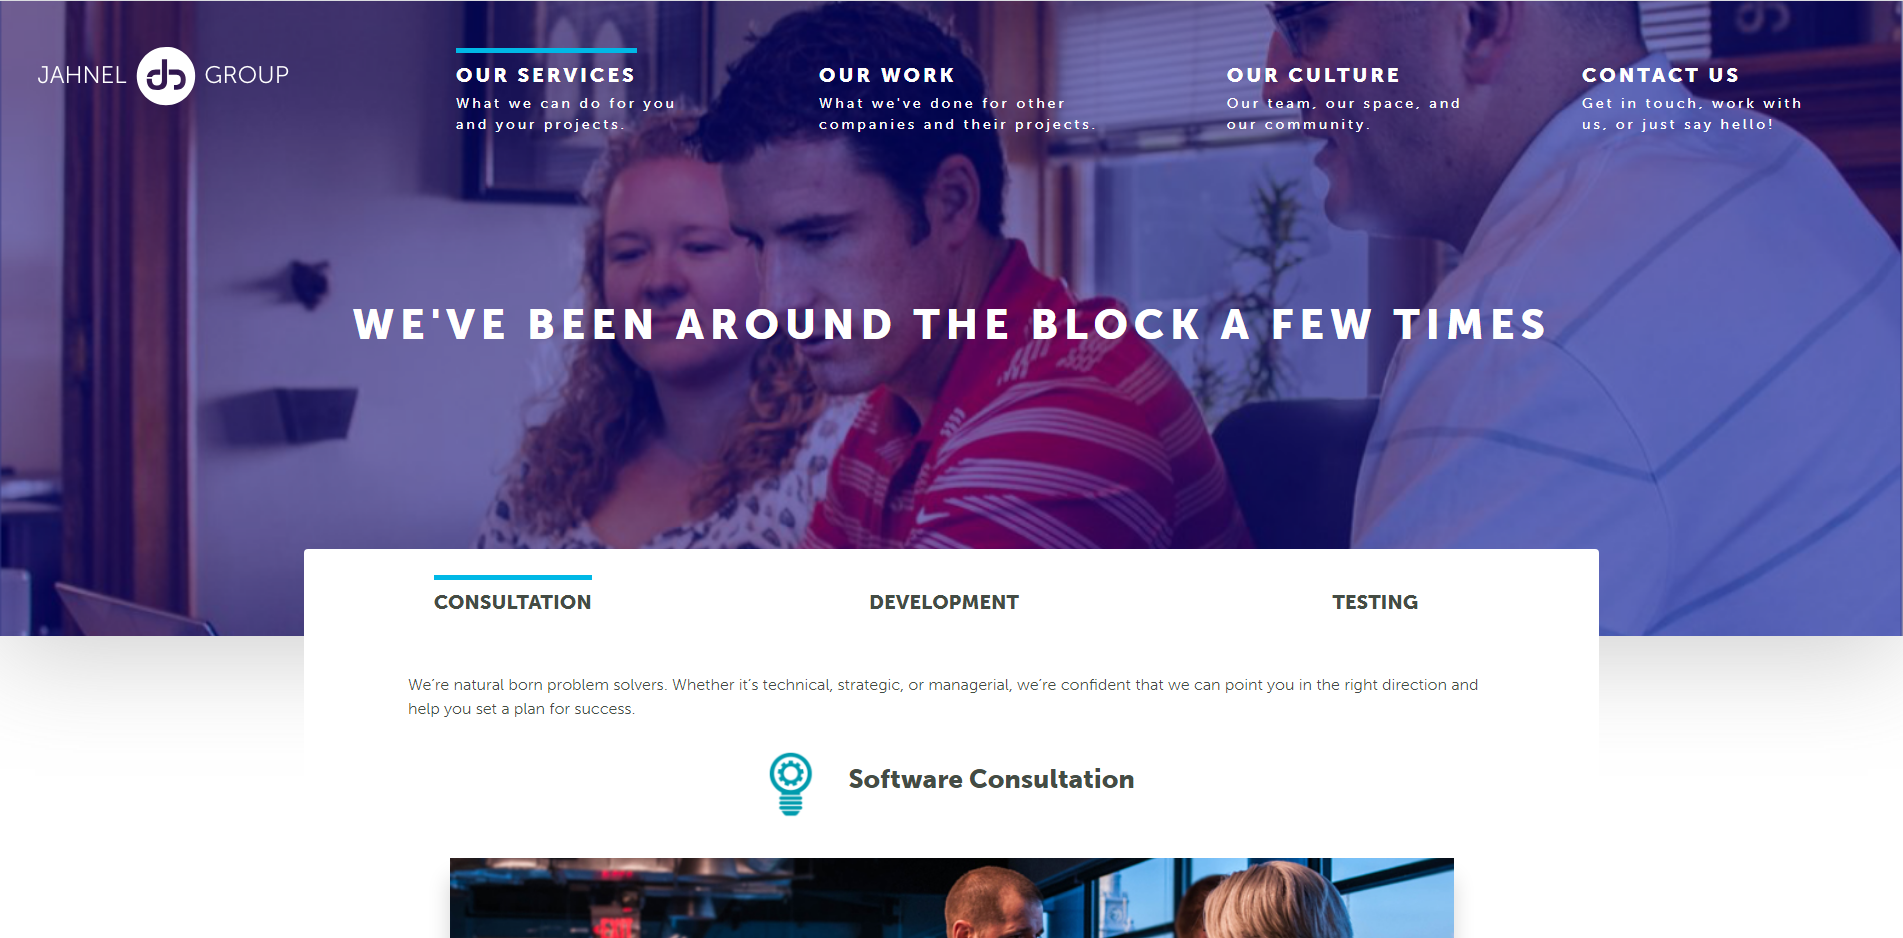 JAHNEL GROUP
OUR SERVICES
What we can do for you
and your projects.
OUR WORK
What we've done for other
companies and their projects.
OUR CULTURE
Our team, our space, and
our community.
CONTACT US
Get in touch, work with
us, or just say hello!
WE'VE BEEN AROUND THE BLOCK A FEW TIMES
CONSULTATION
DEVELOPMENT
TESTING
We’re natural born problem solvers. Whether it’s technical, strategic, or managerial, we’re confident that we can point you in the right direction and
help you set a plan for success.
Software Consultation